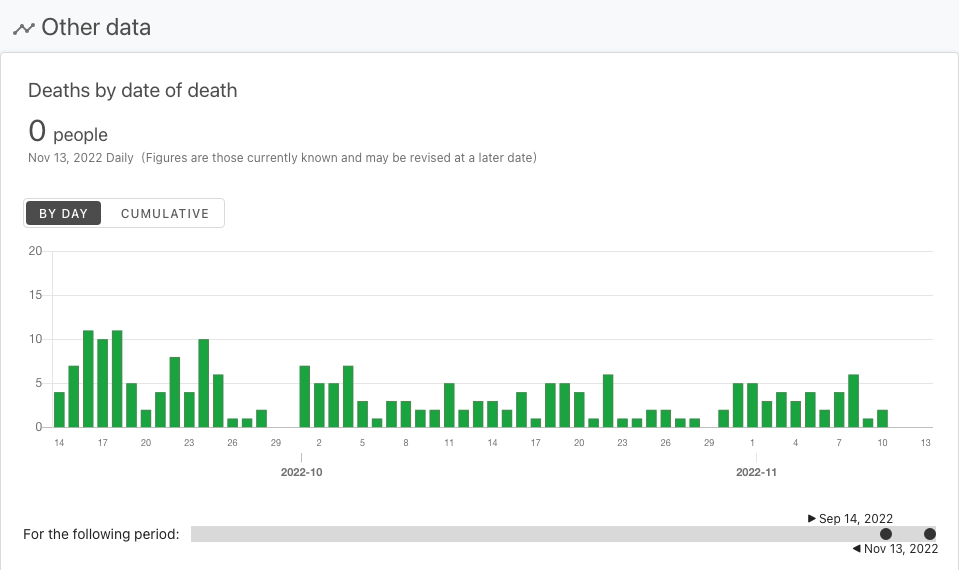 Other data
Deaths by date of death
0 people
Nov 13, 2022 Daily (Figures are those currently known and may be revised at a later date)
BY DAY CUMULATIVE
20
15
10
5
0
14 17 20 23 26 29 2 5 8 11 14 17 20 23 26 29 1 4 7 10 13
2022-10 2022-11
Sep 14, 2022
For the following period:
Nov 13, 2022